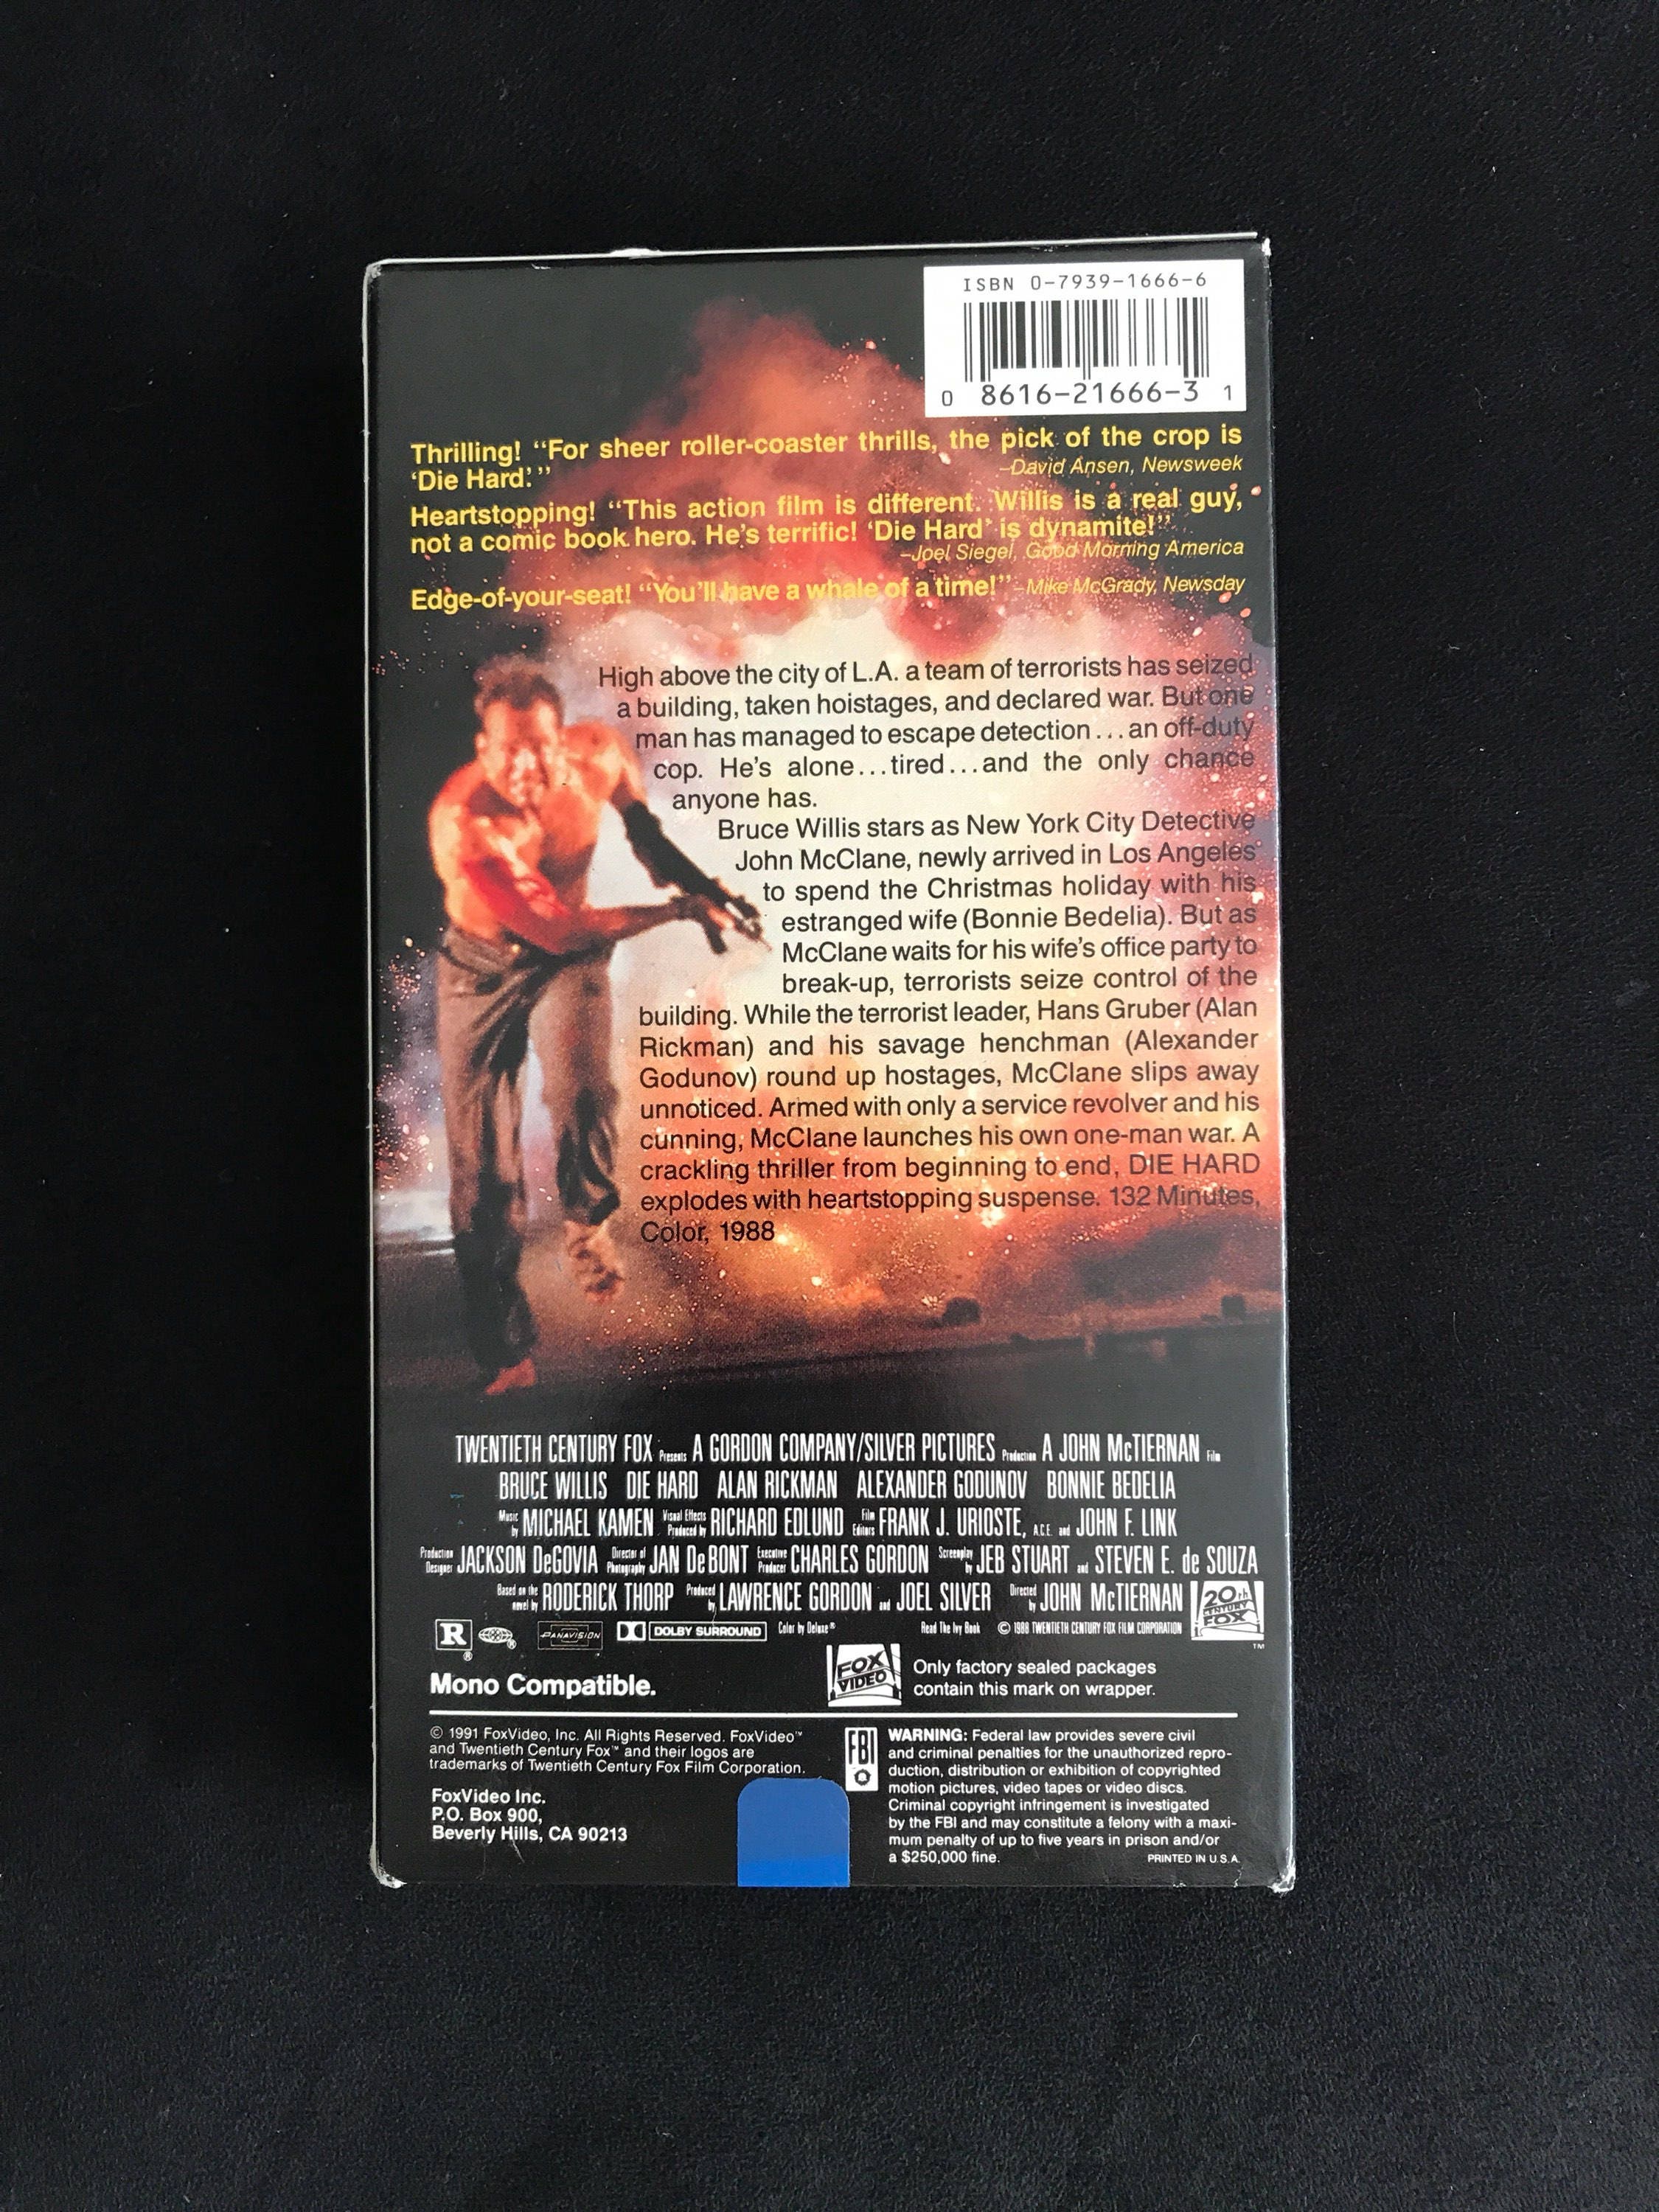 ISBN 0-7939-1666-6
0 8616-21666-3 1
Thrilling! “For sheer roller-coaster thrills, the pick of the crop is
‘Die Hard.’”
–David Ansen, Newsweek
Heartstopping! “This action film is different. Willis is a real guy,
not a comic book hero. He’s terrific! ‘Die Hard’ is dynamite!”
–Joel Siegel, Good Morning America
Edge-of-your-seat! “You’ll have a whale of a time!” –Mike McGrady, Newsday
High above the city of L.A. a team of terrorists has seized
a building, taken hoistages, and declared war. But one
man has managed to escape detection...an off-duty
cop. He’s alone...tired...and the only chance
anyone has.
Bruce Willis stars as New York City Detective
John McClane, newly arrived in Los Angeles
to spend the Christmas holiday with his
estranged wife (Bonnie Bedelia). But as
McClane waits for his wife’s office party to
break-up, terrorists seize control of the
building. While the terrorist leader, Hans Gruber (Alan
Rickman) and his savage henchman (Alexander
Godunov) round up hostages, McClane slips away
unnoticed. Armed with only a service revolver and his
cunning, McClane launches his own one-man war. A
crackling thriller from beginning to end, DIE HARD
explodes with heartstopping suspense. 132 Minutes,
Color, 1988
TWENTIETH CENTURY FOX Presents A GORDON COMPANY/SILVER PICTURES Production A JOHN McTIERNAN Film
BRUCE WILLIS DIE HARD ALAN RICKMAN ALEXANDER GODUNOV BONNIE BEDELIA
Music by MICHAEL KAMEN Visual Effects Produced by RICHARD EDLUND Film Editors FRANK J. URIOSTE, A.C.E. and JOHN F. LINK
Production Designer JACKSON DeGOVIA Director of Photography JAN De BONT Executive Producer CHARLES GORDON Screenplay by JEB STUART and STEVEN E. de SOUZA
Based on the novel by RODERICK THORP Produced by LAWRENCE GORDON and JOEL SILVER Directed by JOHN McTIERNAN 20th CENTURY FOX
R ® ® PANAVISION DOLBY SURROUND Color by Deluxe® Read The Ivy Book © 1988 TWENTIETH CENTURY FOX FILM CORPORATION TM
Mono Compatible.
FOX VIDEO
Only factory sealed packages
contain this mark on wrapper.
© 1991 FoxVideo, Inc. All Rights Reserved. FoxVideo™
and Twentieth Century Fox™ and their logos are
trademarks of Twentieth Century Fox Film Corporation.
FoxVideo Inc.
P.O. Box 900,
Beverly Hills, CA 90213
FBI
WARNING: Federal law provides severe civil
and criminal penalties for the unauthorized repro-
duction, distribution or exhibition of copyrighted
motion pictures, video tapes or video discs.
Criminal copyright infringement is investigated
by the FBI and may constitute a felony with a maxi-
mum penalty of up to five years in prison and/or
a $250,000 fine.
PRINTED IN U.S.A.